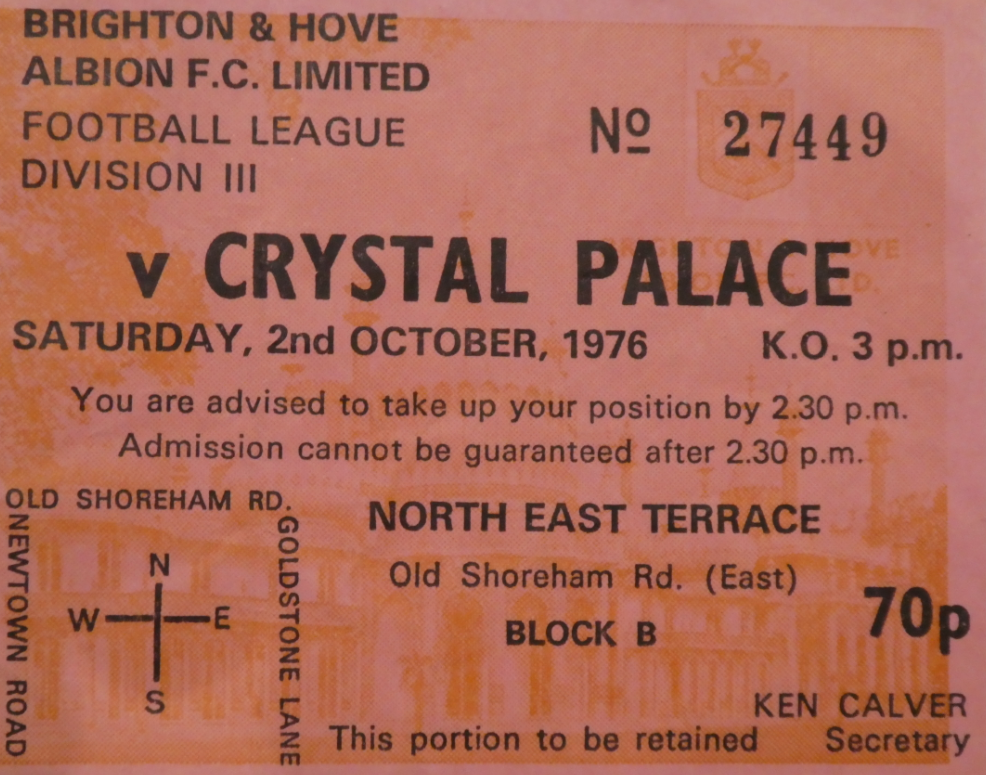 BRIGHTON & HOVE
ALBION F.C. LIMITED
FOOTBALL LEAGUE
DIVISION III
Nº 27449
v CRYSTAL PALACE
SATURDAY, 2nd OCTOBER, 1976 K.O. 3 p.m.
You are advised to take up your position by 2.30 p.m.
Admission cannot be guaranteed after 2.30 p.m.
OLD SHOREHAM RD.
NEWTOWN ROAD
GOLDSTONE LANE
N
W E
S
NORTH EAST TERRACE
Old Shoreham Rd. (East)
BLOCK B
70p
KEN CALVER
This portion to be retained Secretary